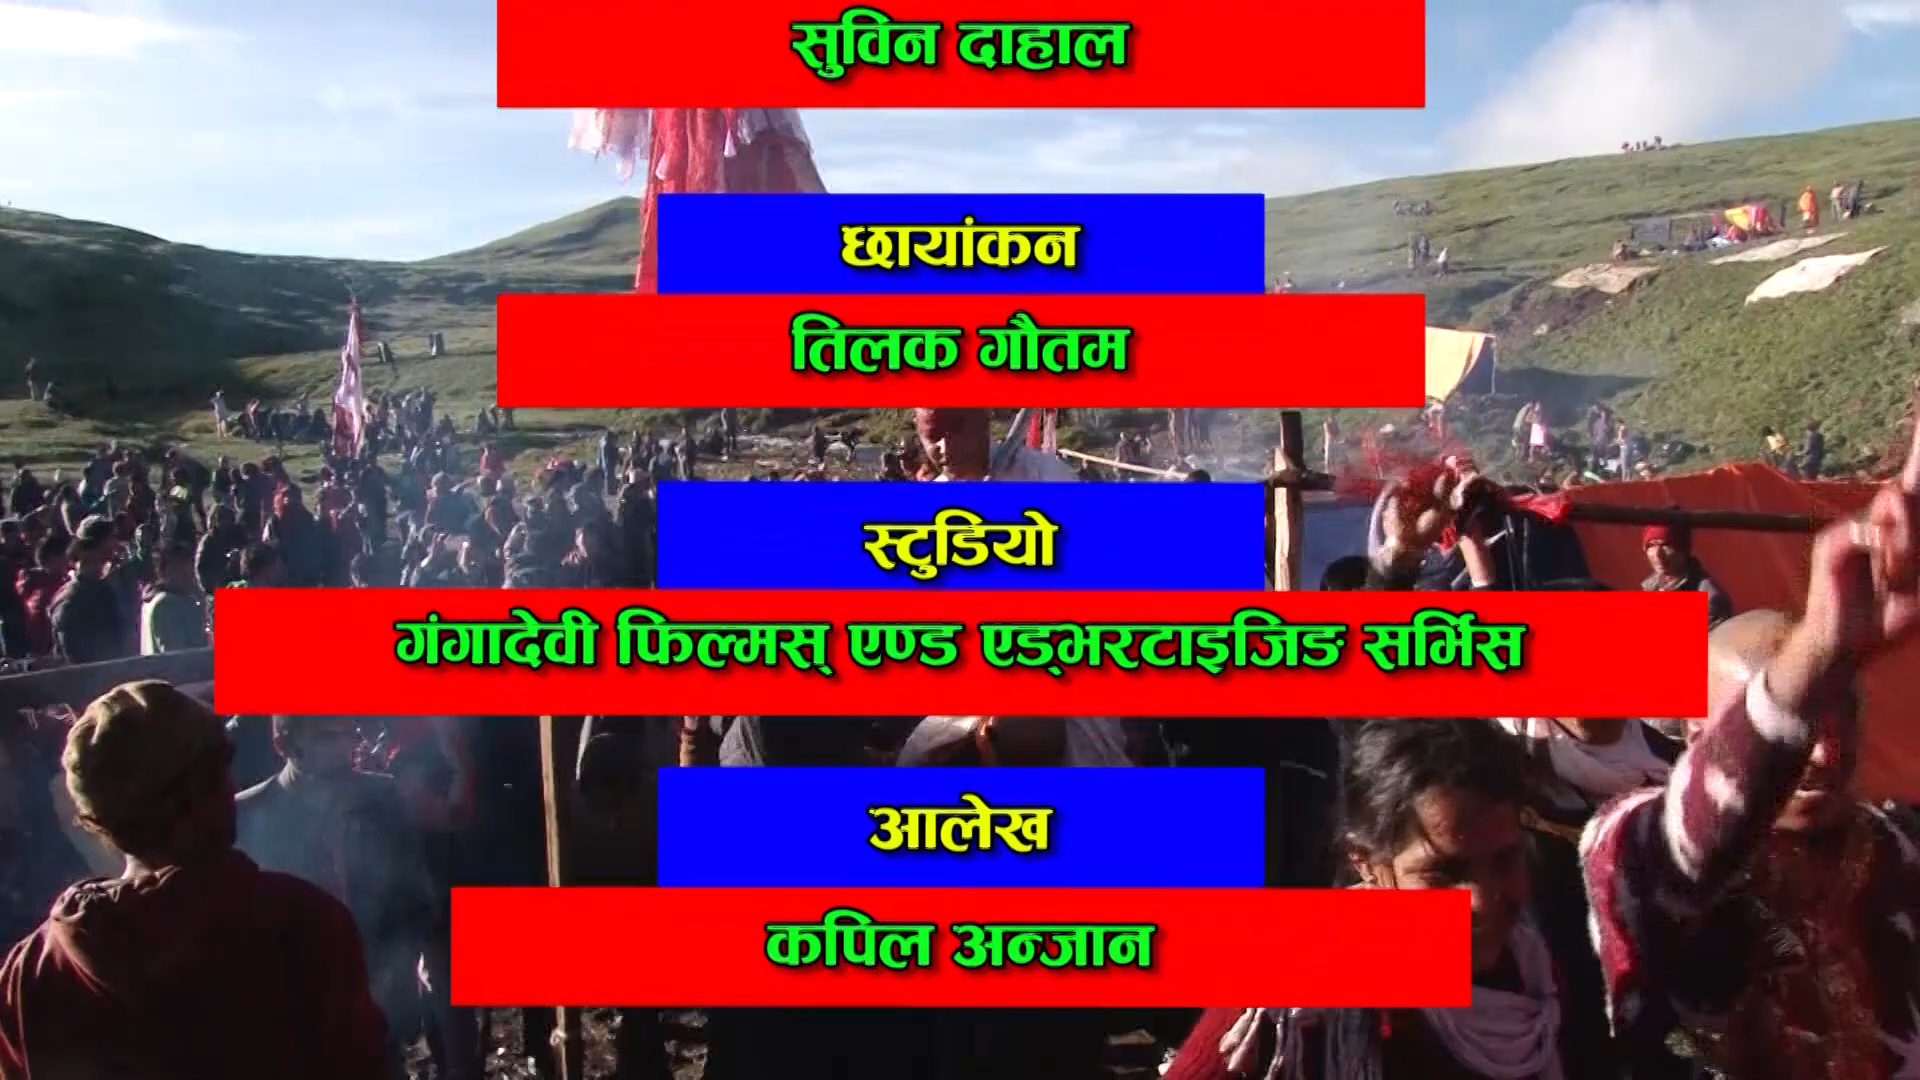 सुविन दाहाल
छायांकन
तिलक गौतम
स्टुडियो
गंगादेवी फिल्मस् एण्ड एड्भरटाइजिङ सर्भिस
आलेख
कपिल अन्जान